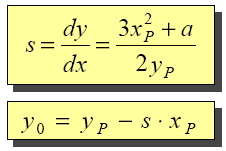 s = dy/dx = (3x_P^2 + a)/(2y_P)
y_0 = y_P − s · x_P